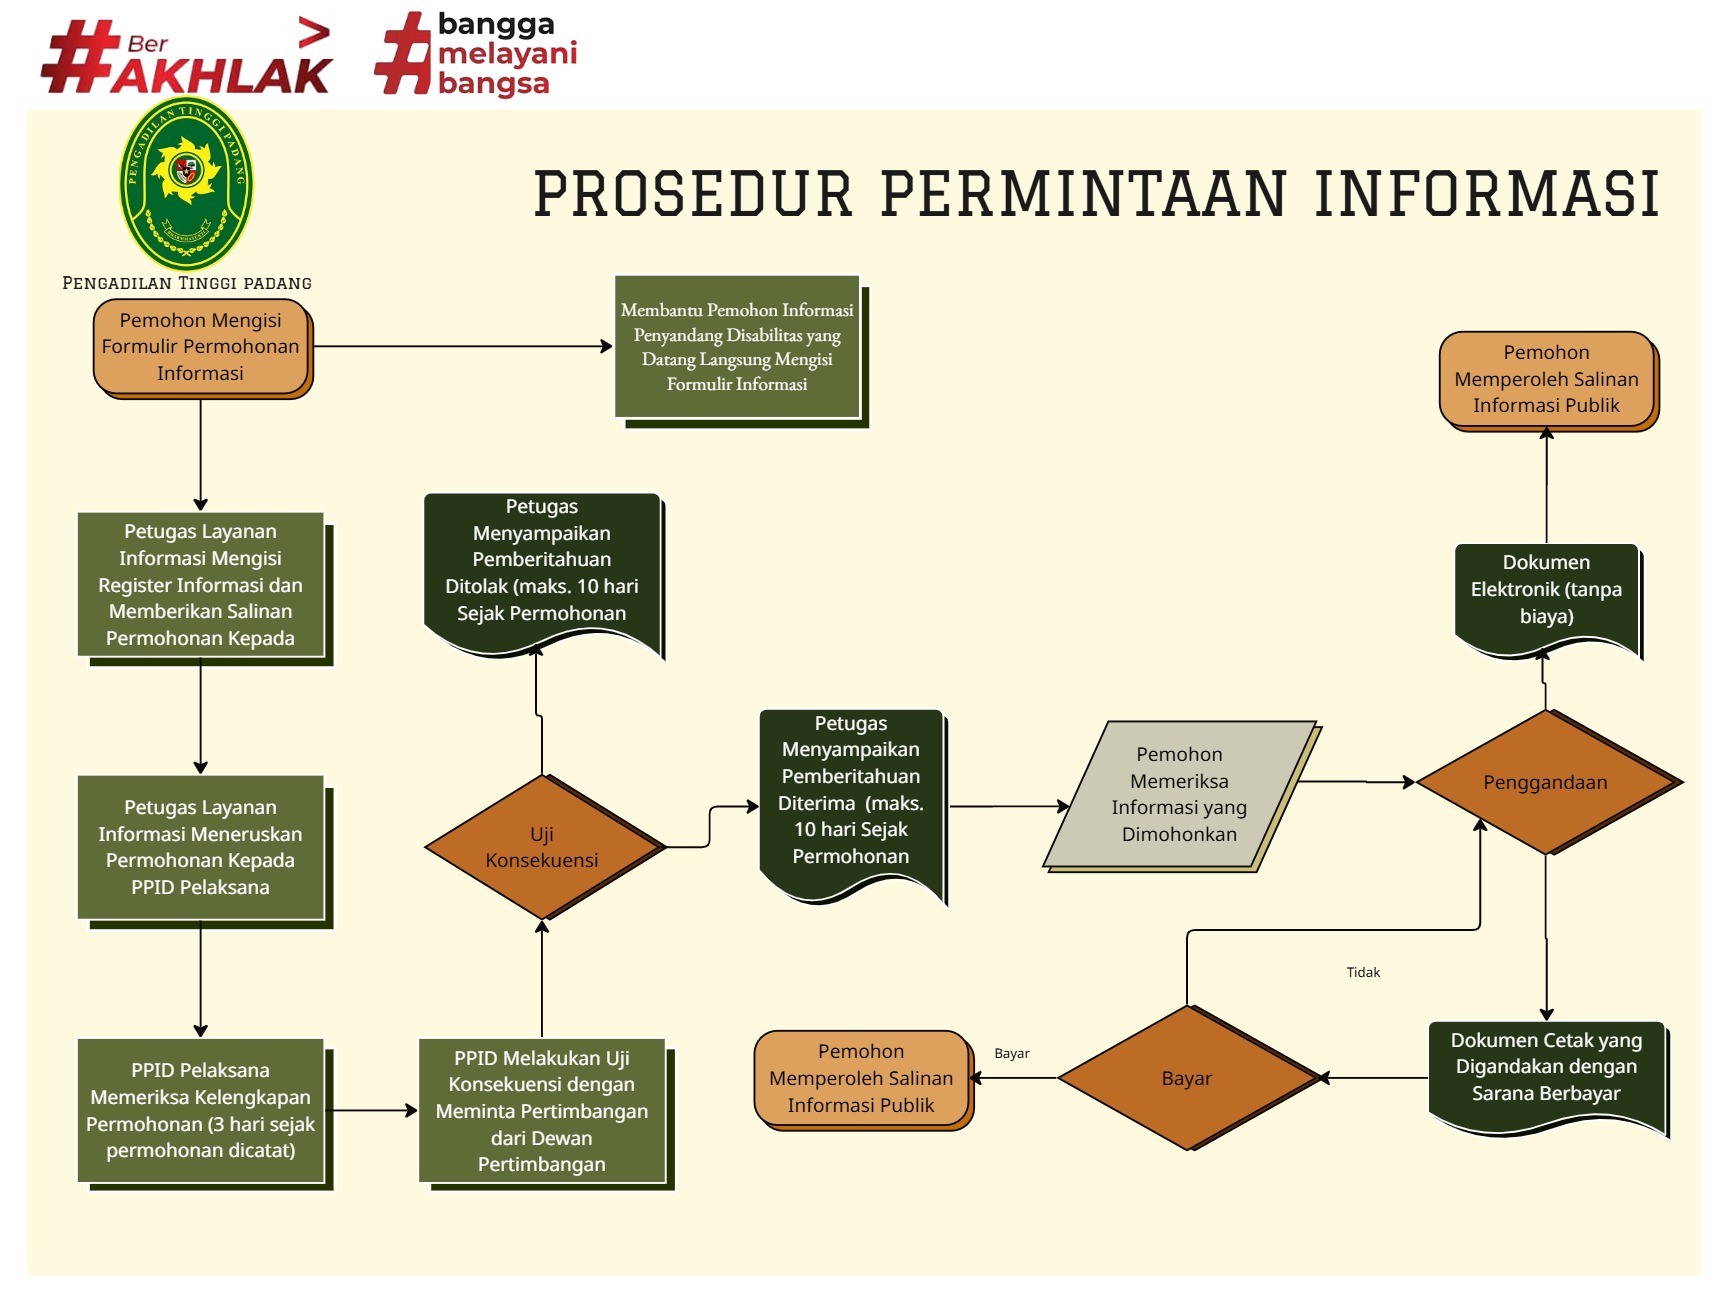 #Ber
AKHLAK
#bangga
melayani
bangsa
PENGADILAN TINGGI PADANG
PROSEDUR PERMINTAAN INFORMASI
Pengadilan Tinggi padang
Pemohon Mengisi
Formulir Permohonan
Informasi
Membantu Pemohon Informasi
Penyandang Disabilitas yang
Datang Langsung Mengisi
Formulir Informasi
Pemohon
Memperoleh Salinan
Informasi Publik
Petugas Layanan
Informasi Mengisi
Register Informasi dan
Memberikan Salinan
Permohonan Kepada
Petugas
Menyampaikan
Pemberitahuan
Ditolak (maks. 10 hari
Sejak Permohonan
Dokumen
Elektronik (tanpa
biaya)
Petugas Layanan
Informasi Meneruskan
Permohonan Kepada
PPID Pelaksana
Uji
Konsekuensi
Petugas
Menyampaikan
Pemberitahuan
Diterima (maks.
10 hari Sejak
Permohonan
Pemohon
Memeriksa
Informasi yang
Dimohonkan
Penggandaan
Tidak
PPID Pelaksana
Memeriksa Kelengkapan
Permohonan (3 hari sejak
permohonan dicatat)
PPID Melakukan Uji
Konsekuensi dengan
Meminta Pertimbangan
dari Dewan
Pertimbangan
Pemohon
Memperoleh Salinan
Informasi Publik
Bayar
Bayar
Dokumen Cetak yang
Digandakan dengan
Sarana Berbayar